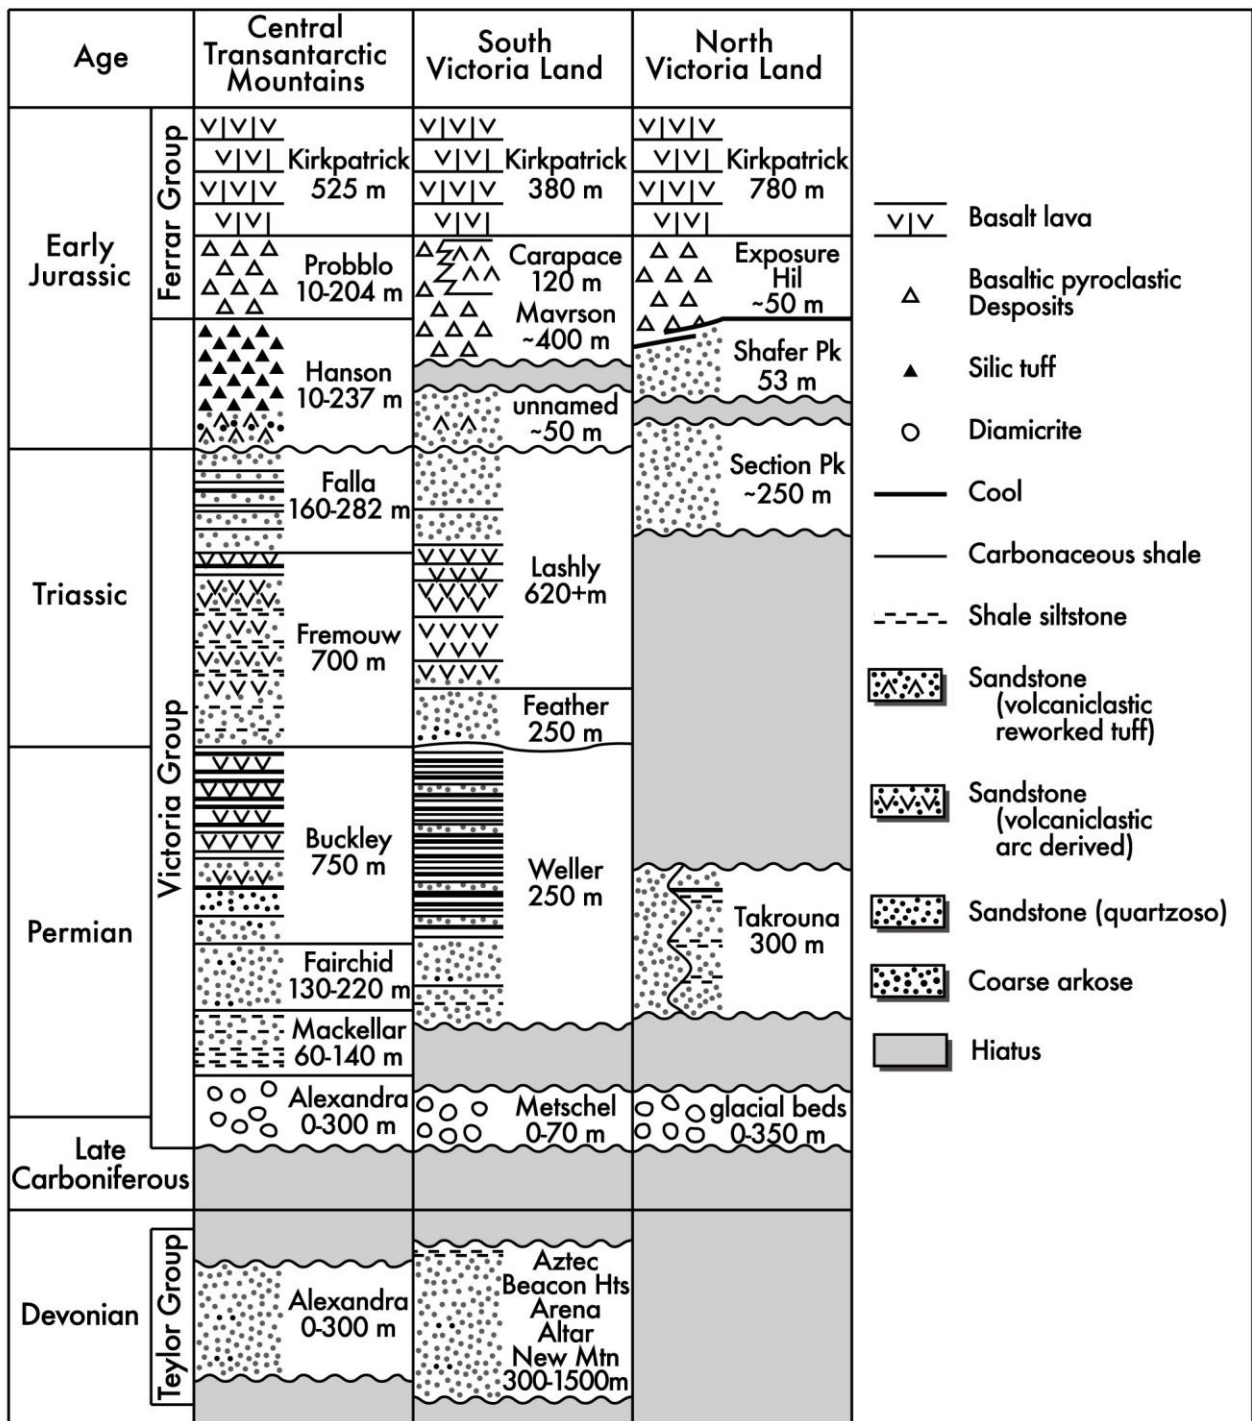 Age
Central
Transantarctic
Mountains
South
Victoria Land
North
Victoria Land
Early
Jurassic
Triassic
Permian
Late
Carboniferous
Devonian
Ferrar Group
Victoria Group
Teylor Group
Kirkpatrick
525 m
Probblo
10-204 m
Hanson
10-237 m
Falla
160-282 m
Fremouw
700 m
Buckley
750 m
Fairchid
130-220 m
Mackellar
60-140 m
Alexandra
0-300 m
Alexandra
0-300 m
Kirkpatrick
380 m
Carapace
120 m
Mavrson
~400 m
unnamed
~50 m
Lashly
620+m
Feather
250 m
Weller
250 m
Metschel
0-70 m
Aztec
Beacon Hts
Arena
Altar
New Mtn
300-1500m
Kirkpatrick
780 m
Exposure
Hil
~50 m
Shafer Pk
53 m
Section Pk
~250 m
Takrouna
300 m
glacial beds
0-350 m
Basalt lava
Basaltic pyroclastic
Desposits
Silic tuff
Diamicrite
Cool
Carbonaceous shale
Shale siltstone
Sandstone
(volcaniclastic
reworked tuff)
Sandstone
(volcaniclastic
arc derived)
Sandstone (quartzoso)
Coarse arkose
Hiatus